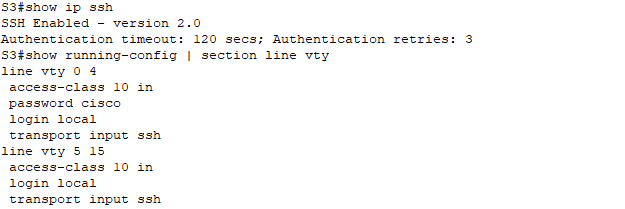 S3#show ip ssh
SSH Enabled - version 2.0
Authentication timeout: 120 secs; Authentication retries: 3
S3#show running-config | section line vty
line vty 0 4
 access-class 10 in
 password cisco
 login local
 transport input ssh
line vty 5 15
 access-class 10 in
 login local
 transport input ssh